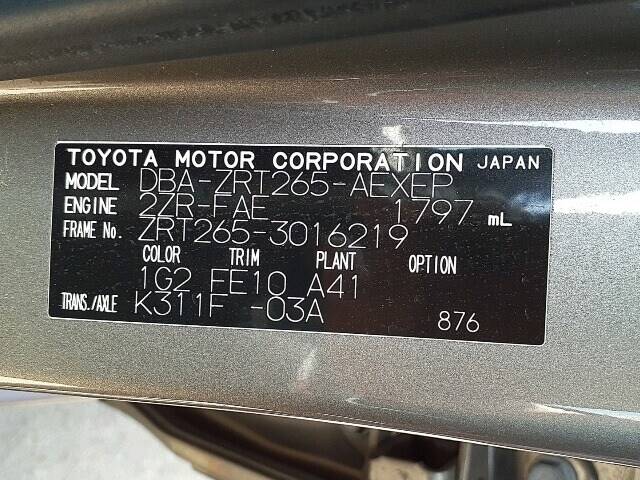 TOYOTA MOTOR CORPORATION JAPAN
MODEL DBA-ZRT265-AEXEP
ENGINE 2ZR-FAE 1797 mL
FRAME No. ZRT265-3016219
COLOR TRIM PLANT OPTION
1G2 FE10 A41
TRANS./AXLE K311F -03A
876